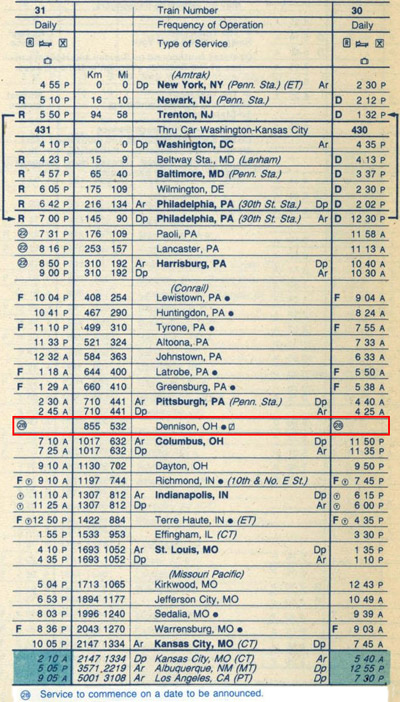 31 Train Number 30
Daily Frequency of Operation Daily
R Type of Service R
Km Mi (Amtrak)
4 55 P 0 0 Dp New York, NY (Penn. Sta.) (ET) Ar 2 30 P
R 5 10 P 16 10 Newark, NJ (Penn. Sta.) D 2 12 P
R 5 50 P 94 58 Trenton, NJ D 1 32 P
431 Thru Car Washington-Kansas City 430
4 10 P 0 0 Dp Washington, DC Ar 4 35 P
R 4 23 P 15 9 Beltway Sta., MD (Lanham) D 4 13 P
R 4 57 P 65 40 Baltimore, MD (Penn. Sta.) D 3 37 P
R 6 05 P 175 109 Wilmington, DE D 2 30 P
R 6 42 P 216 134 Ar Philadelphia, PA (30th St. Sta.) Dp D 2 02 P
R 7 00 P 145 90 Dp Philadelphia, PA (30th St. Sta.) Ar D 12 30 P
㉒ 7 31 P 176 109 Paoli, PA 11 58 A
㉒ 8 16 P 253 157 Lancaster, PA 11 13 A
㉒ 8 50 P 310 192 Ar Harrisburg, PA Dp 10 40 A
9 00 P 310 192 Dp Ar 10 30 A
(Conrail)
F 10 04 P 408 254 Lewistown, PA ● F 9 04 A
10 41 P 467 290 Huntingdon, PA ● 8 24 A
F 11 10 P 499 310 Tyrone, PA ● F 7 55 A
11 33 P 521 324 Altoona, PA 7 33 A
12 32 A 584 363 Johnstown, PA 6 33 A
F 1 18 A 644 400 Latrobe, PA ● F 5 50 A
F 1 29 A 660 410 Greensburg, PA ● F 5 38 A
2 30 A 710 441 Ar Pittsburgh, PA (Penn. Sta.) Dp 4 40 A
2 45 A 710 441 Dp Ar 4 25 A
㉘ 855 532 Dennison, OH ● ㉘
7 10 A 1017 632 Ar Columbus, OH Dp 11 50 P
7 25 A 1017 632 Dp Ar 11 35 P
9 10 A 1130 702 Dayton, OH 9 50 P
F 9 10 A 1197 744 Richmond, IN ● (10th & No. E St.) F 7 45 P
11 10 A 1307 812 Ar Indianapolis, IN Dp 6 15 P
11 25 A 1307 812 Dp Ar 6 00 P
F 12 50 P 1422 884 Terre Haute, IN ● (ET) F 4 35 P
1 55 P 1533 953 Effingham, IL (CT) 3 30 P
4 10 P 1693 1052 Ar St. Louis, MO Dp 1 35 P
4 35 P 1693 1052 Dp Ar 1 10 P
(Missouri Pacific)
5 04 P 1713 1065 Kirkwood, MO 12 43 P
6 53 P 1894 1177 Jefferson City, MO 10 49 A
8 03 P 1996 1240 Sedalia, MO ● 9 39 A
F 8 36 P 2043 1270 Warrensburg, MO ● F 9 03 A
10 05 P 2147 1334 Ar Kansas City, MO (CT) Dp 7 45 A
2 10 A 2147 1334 Dp Kansas City, MO (CT) Ar 5 40 A
5 05 P 3571 2219 Ar Albuquerque, NM (MT) Dp 12 55 P
9 05 A 5001 3108 Ar Los Angeles, CA (PT) Dp 7 30 P
㉘ Service to commence on a date to be announced.